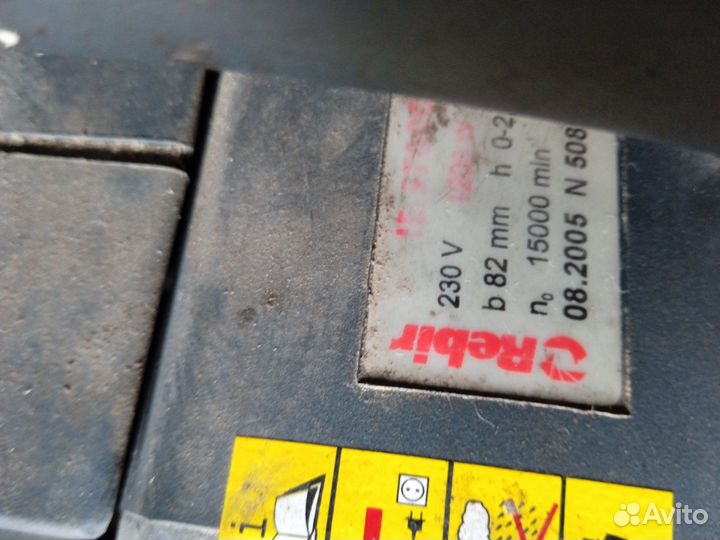 Rebir
230 V
b 82 mm h 0-2
n₀ 15000 min
08.2005 N 508
i
Avito